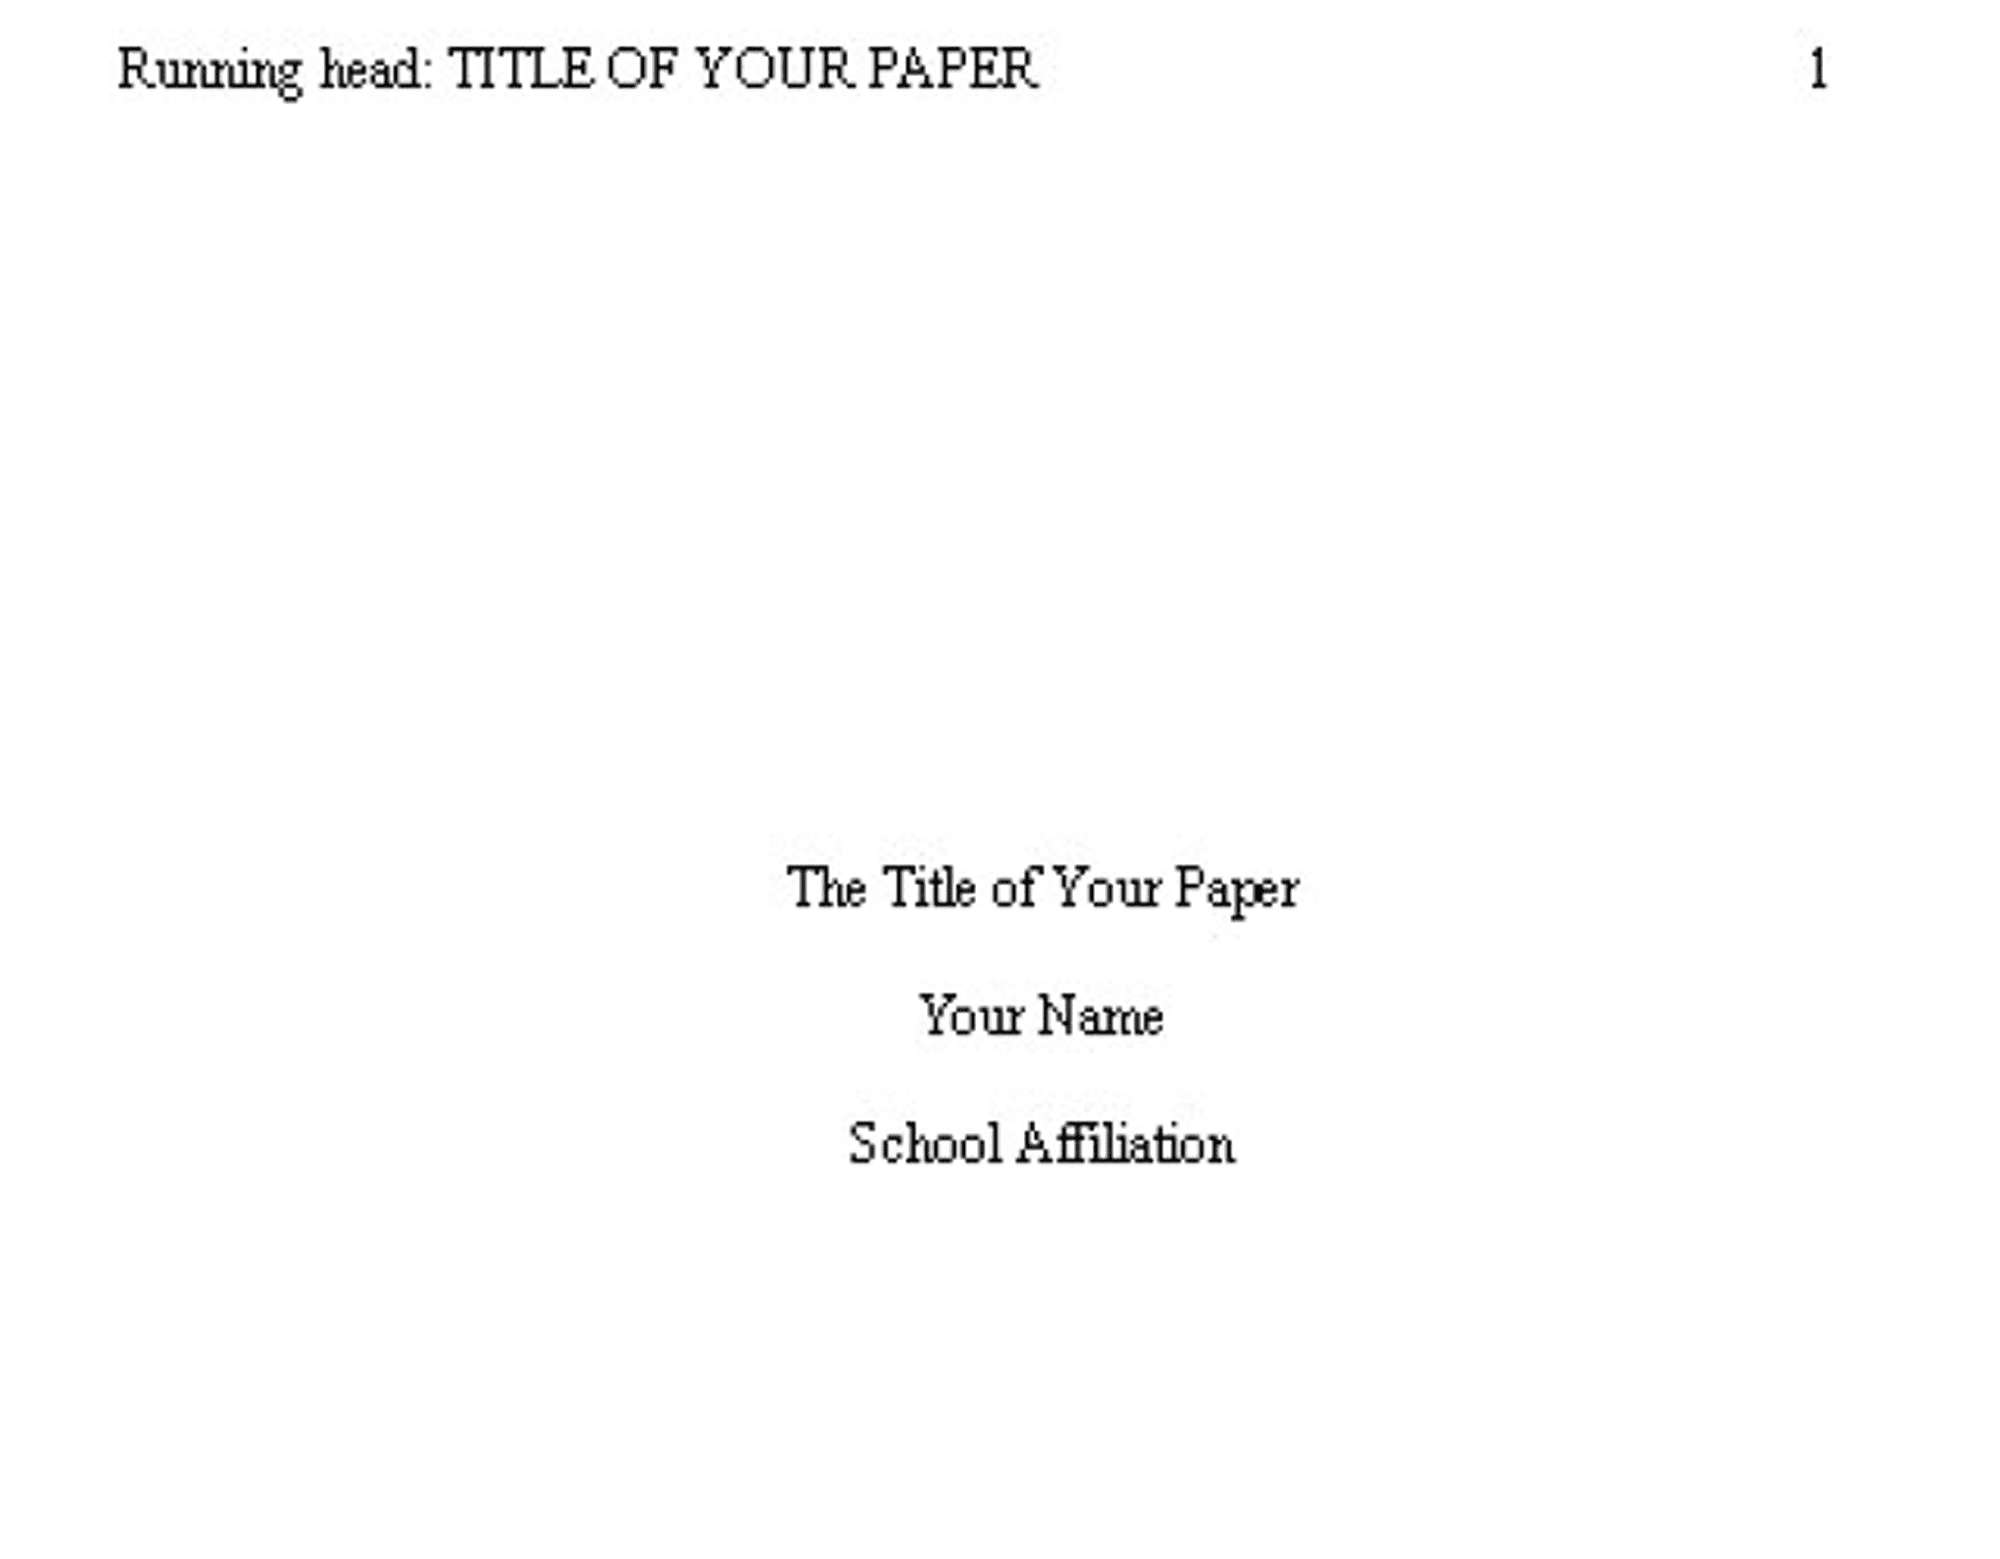 Running head: TITLE OF YOUR PAPER 1
The Title of Your Paper
Your Name
School Affiliation